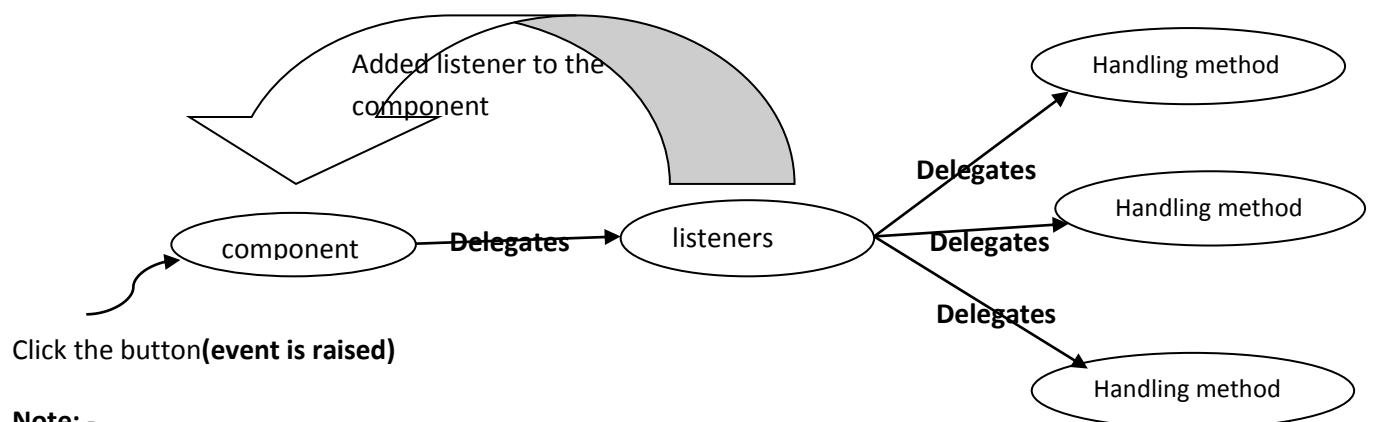 Added listener to the
component
Handling method
Delegates
Handling method
component
Delegates
listeners
Delegates
Delegates
Click the button(event is raised)
Handling method
Note: -